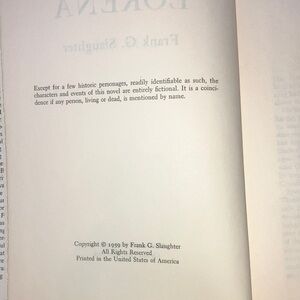 LORENA
Frank G. Slaughter
Except for a few historic personages, readily identifiable as such, the
characters and events of this novel are entirely fictional. It is a coinci-
dence if any person, living or dead, is mentioned by name.
Copyright © 1959 by Frank G. Slaughter
All Rights Reserved
Printed in the United States of America